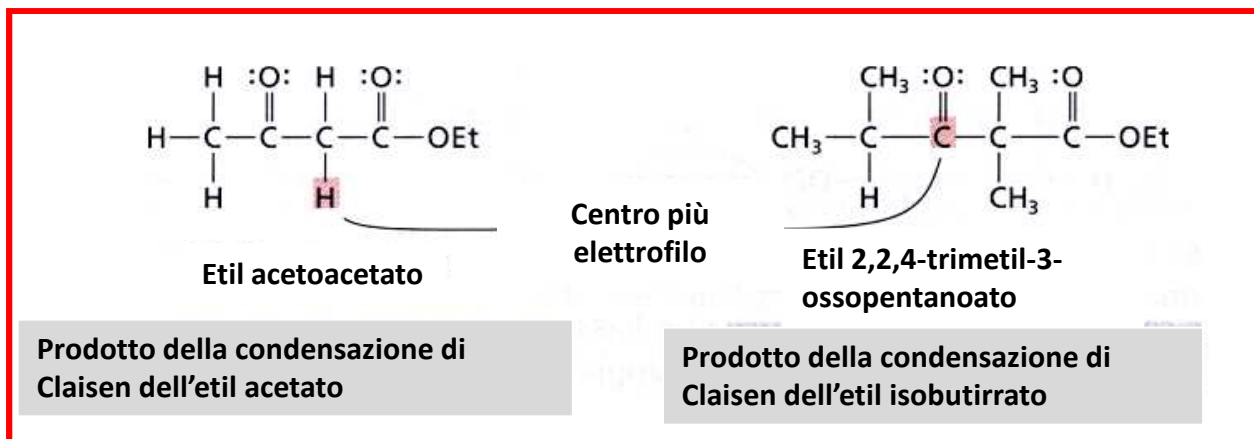 H :O: H :O:
H—C—C—C—C—OEt
H H
CH₃ :O: CH₃ :O
CH₃—C—C—C—C—OEt
H CH₃
Centro più
elettrofilo
Etil acetoacetato
Etil 2,2,4-trimetil-3-
ossopentanoato
Prodotto della condensazione di
Claisen dell’etil acetato
Prodotto della condensazione di
Claisen dell’etil isobutirrato